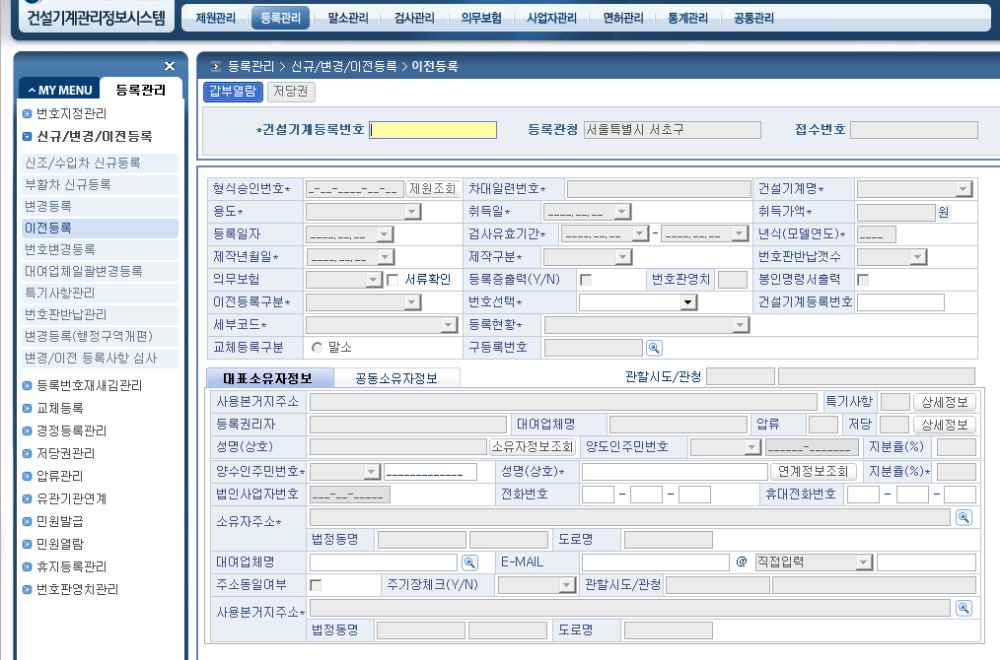 건설기계관리정보시스템
제원관리 등록관리 말소관리 검사관리 의무보험 사업자관리 면허관리 통계관리 공통관리
^ MY MENU 등록관리
번호지정관리
신규/변경/이전등록
신조/수입차 신규등록
부활차 신규등록
변경등록
이전등록
번호변경등록
대여업체일괄변경등록
특기사항관리
번호판반납관리
변경등록(행정구역개편)
변경/이전 등록사항 심사
등록번호재새김관리
교체등록
경정등록관리
저당권관리
압류관리
유관기관연계
민원발급
민원열람
휴지등록관리
번호판영치관리
등록관리 > 신규/변경/이전등록 > 이전등록
갑부열람 저당권
*건설기계등록번호 등록관청 서울특별시 서초구 접수번호
형식승인번호* _-_--____-__-__ 제원조회 차대일련번호* 건설기계명*
용도* 취득일* ____.__.__ 취득가액* 원
등록일자 ____.__.__ 검사유효기간* ____.__.__ - ____.__.__ 년식(모델연도)* ____
제작년월일* ____.__.__ 제작구분* 번호판반납갯수
의무보험 서류확인 등록증출력(Y/N) 번호판영치 봉인명령서출력
이전등록구분* 번호선택* 건설기계등록번호
세부코드* 등록현황*
교체등록구분 말소 구등록번호
대표소유자정보 공동소유자정보 관할시도/관청
사용본거지주소 특기사항 상세정보
등록권리자 대여업체명 압류 저당 상세정보
성명(상호) 소유자정보조회 양도인주민번호 ______-_______ 지분율(%)
양수인주민번호* _____________ 성명(상호)* 연계정보조회 지분율(%)*
법인사업자번호 ___-__-_____ 전화번호 - - 휴대전화번호 - -
소유자주소*
법정동명 도로명
대여업체명 E-MAIL @ 직접입력
주소동일여부 주기장체크(Y/N) 관할시도/관청
사용본거지주소*
법정동명 도로명